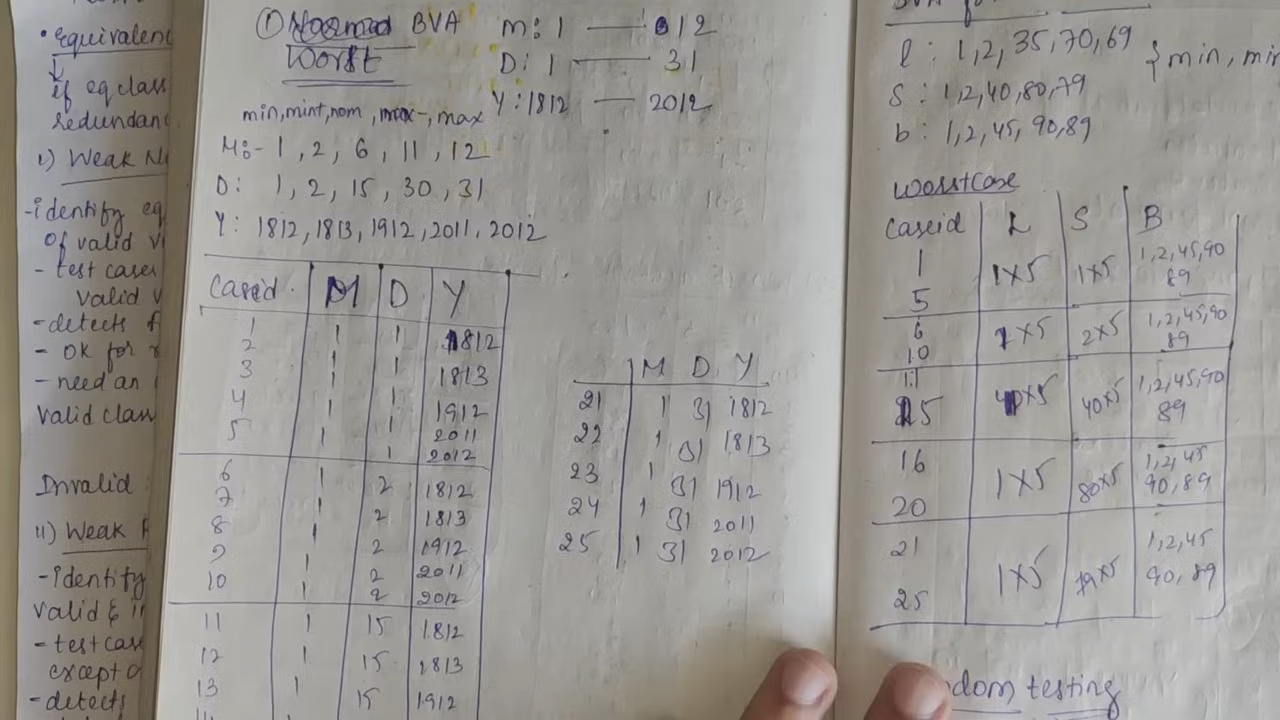 • Equivalen
if eq class
redundanc
i) Weak N
-identify eq
Of valid v
- test cases
valid v
-detects f
- OK for
- need an
valid class
Invalid
ii) Weak
-identify
valid & i
- test case
except
- detects
① Normal BVA
Worst
M: 1 — 12
D: 1 — 31
Y: 1812 — 2012
min, min+, nom, max-, max
M:- 1, 2, 6, 11, 12
D: 1, 2, 15, 30, 31
Y: 1812, 1813, 1912, 2011, 2012
Caseid M D Y
1 1 1 1812
2 1 1 1813
3 1 1 1912
4 1 1 2011
5 1 1 2012
6 1 2 1812
7 1 2 1813
8 1 2 1912
9 1 2 2011
10 1 2 2012
11 1 15 1812
12 1 15 1813
13 1 15 1912
M D Y
21 1 31 1812
22 1 31 1813
23 1 31 1912
24 1 31 2011
25 1 31 2012
l: 1,2,35,70,69 } min, min
S: 1,2,40,80,79
b: 1,2,45,90,89
worstcase
Caseid L S B
1 1x5 1x5 1,2,45,90
5 89
6 1x5 2x5 1,2,45,90
10 89
11 x5 40x5 1,2,45,90
15 89
16 1x5 80x5 1,2,45
20 90,89
21 1x5 79x5 1,2,45
25 90,89
dom testing